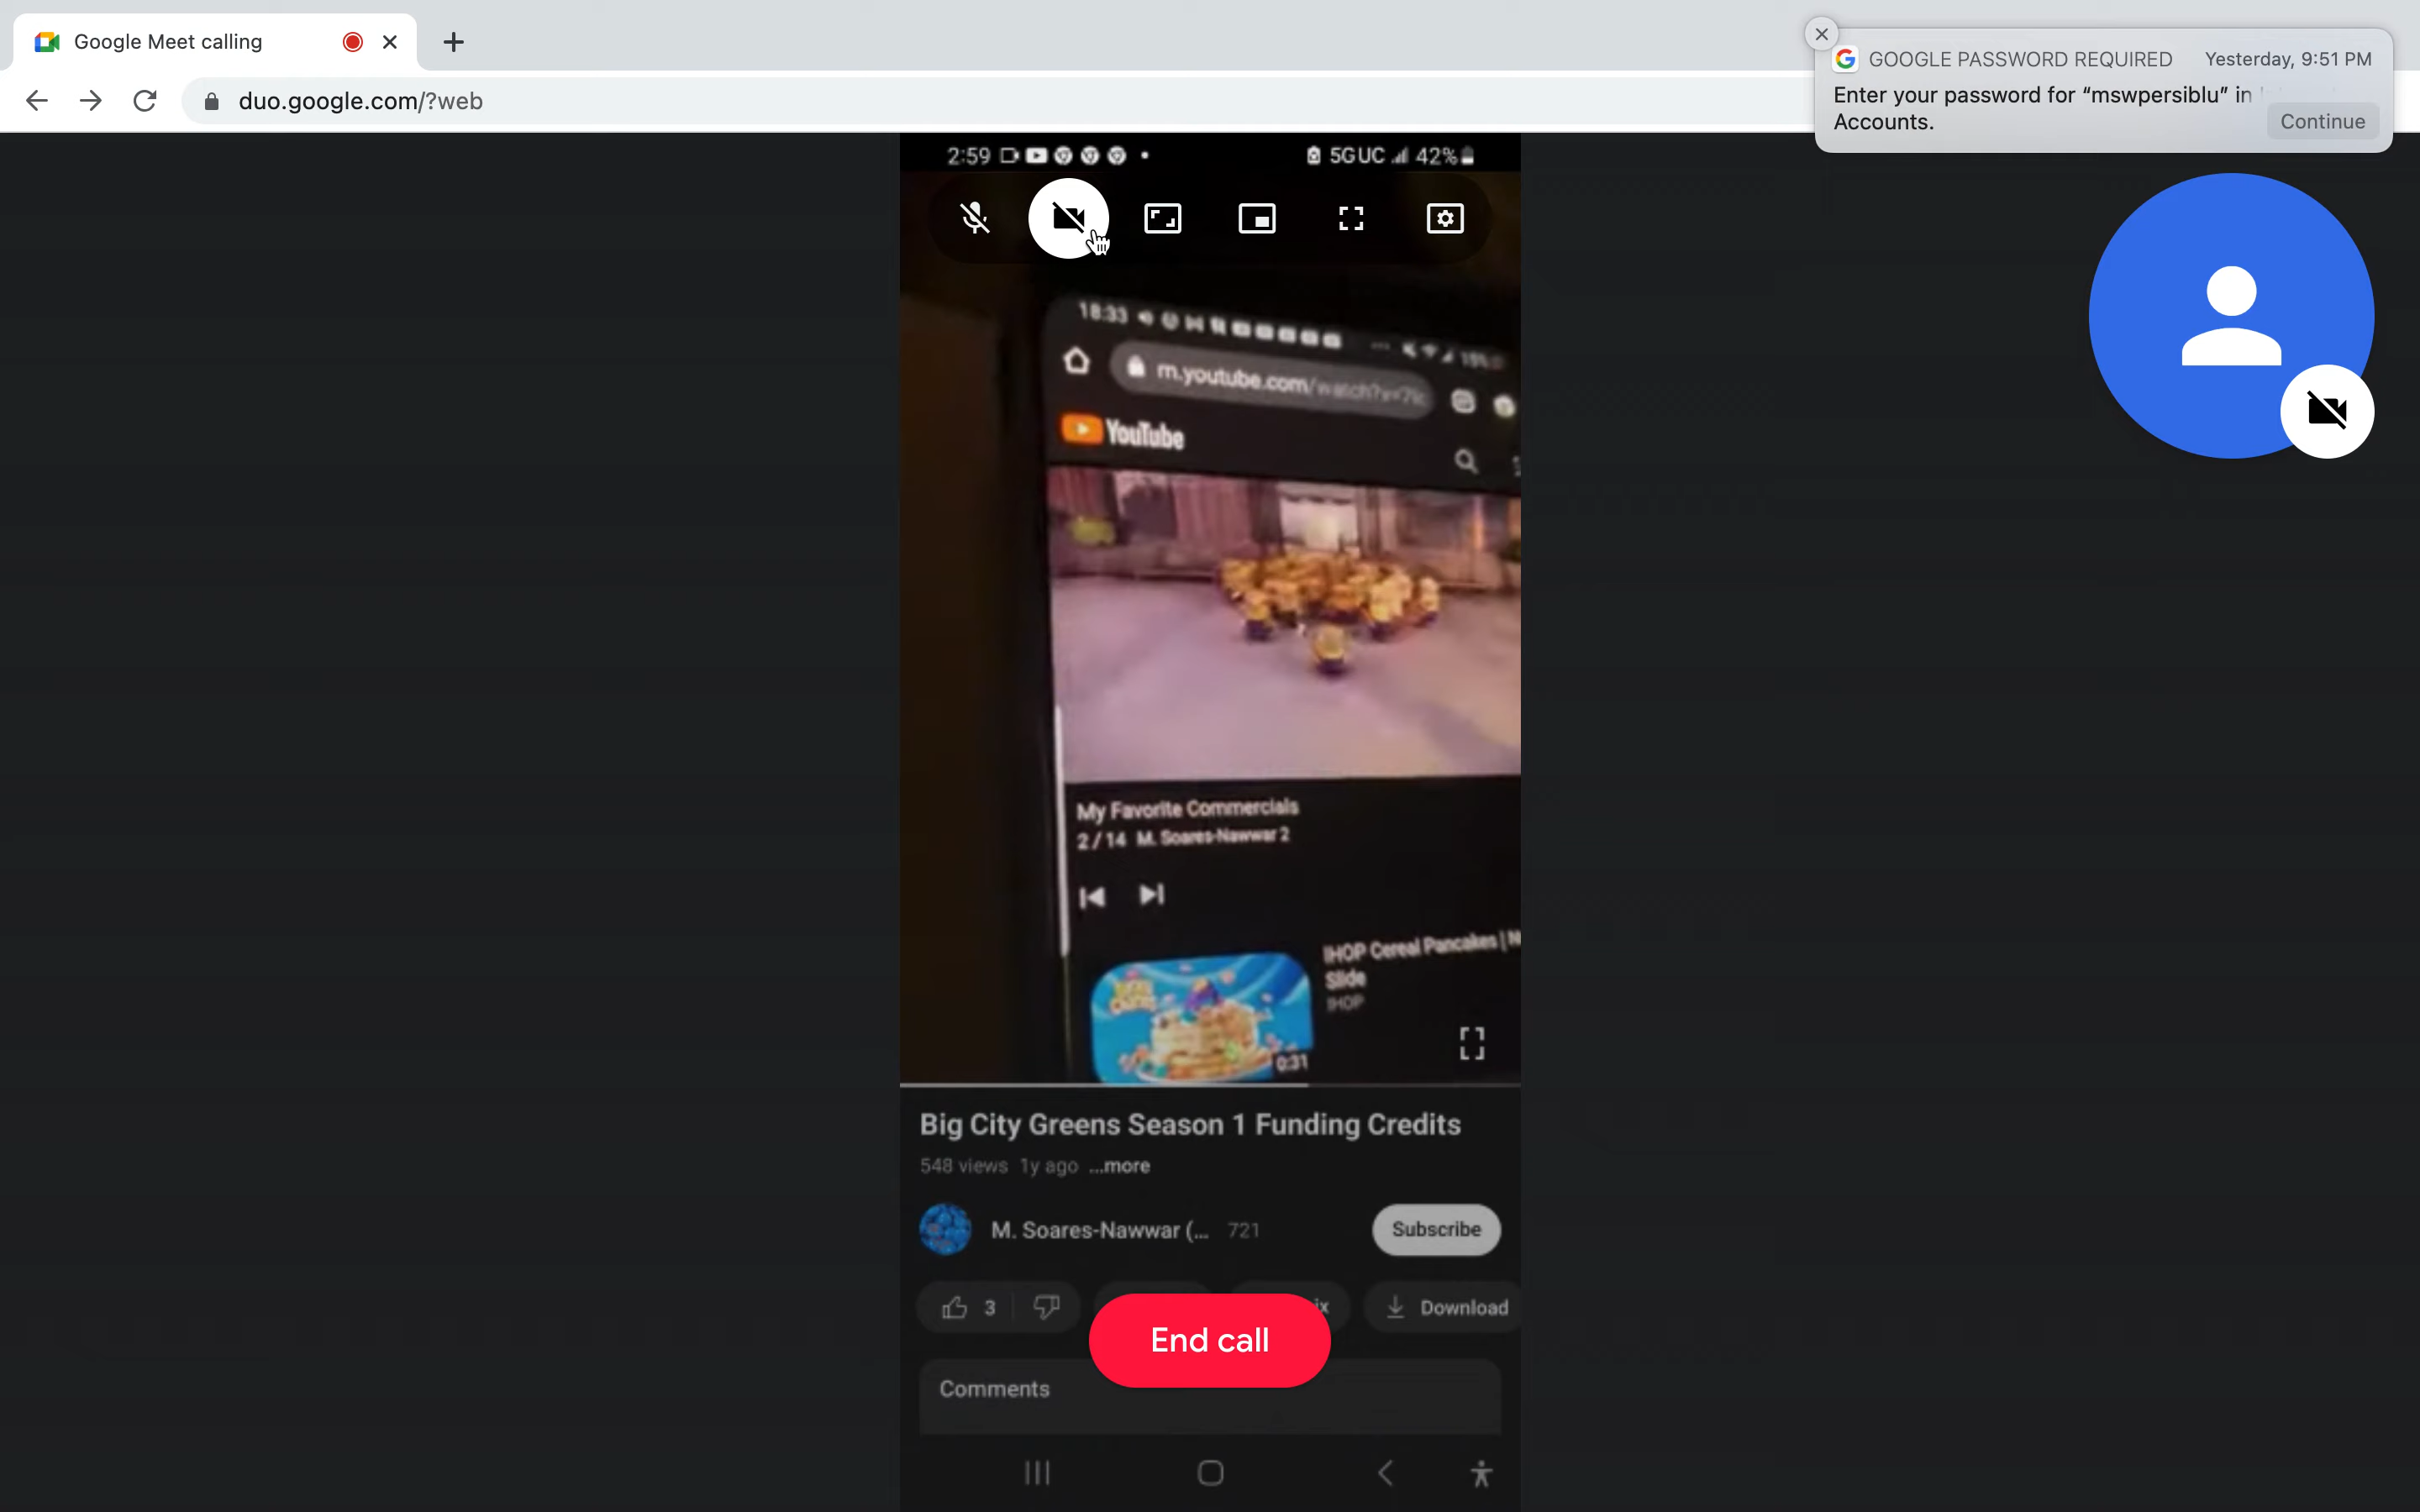 Google Meet calling
duo.google.com/?web
GOOGLE PASSWORD REQUIRED Yesterday, 9:51 PM
Enter your password for “mswpersiblu” in
Accounts.
Continue
2:59 5GUC 42%
18:33 15%
m.youtube.com/watch?v=
YouTube
My Favorite Commercials
2 / 14 M. Soares-Nawwar 2
IHOP Cereal Pancakes |
Slide
IHOP
0:31
Big City Greens Season 1 Funding Credits
548 views 1y ago ...more
M. Soares-Nawwar (... 721
Subscribe
3
Download
End call
Comments